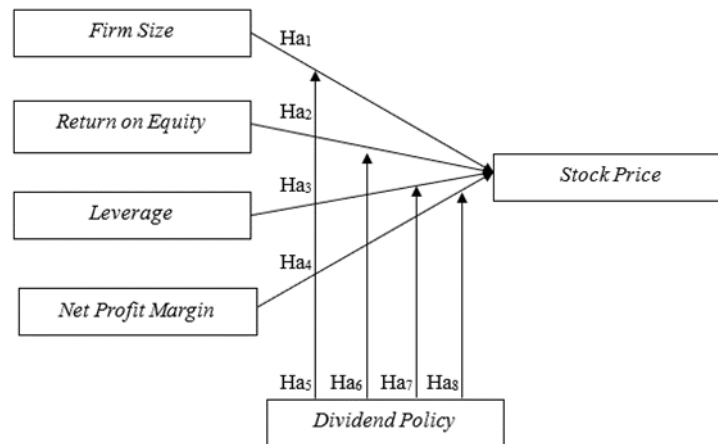 Firm Size
Ha1
Return on Equity
Ha2
Stock Price
Leverage
Ha3
Ha4
Net Profit Margin
Ha5 Ha6 Ha7 Ha8
Dividend Policy